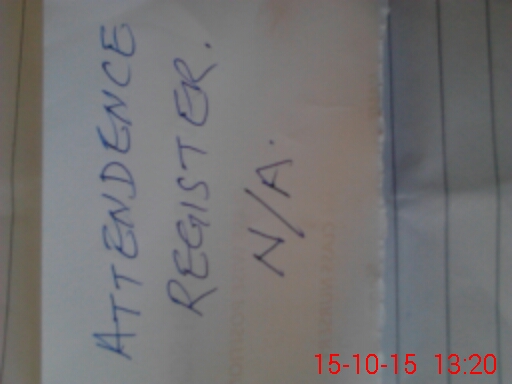 ATTENDENCE
REGISTER.
N/A.
15-10-15 13:20